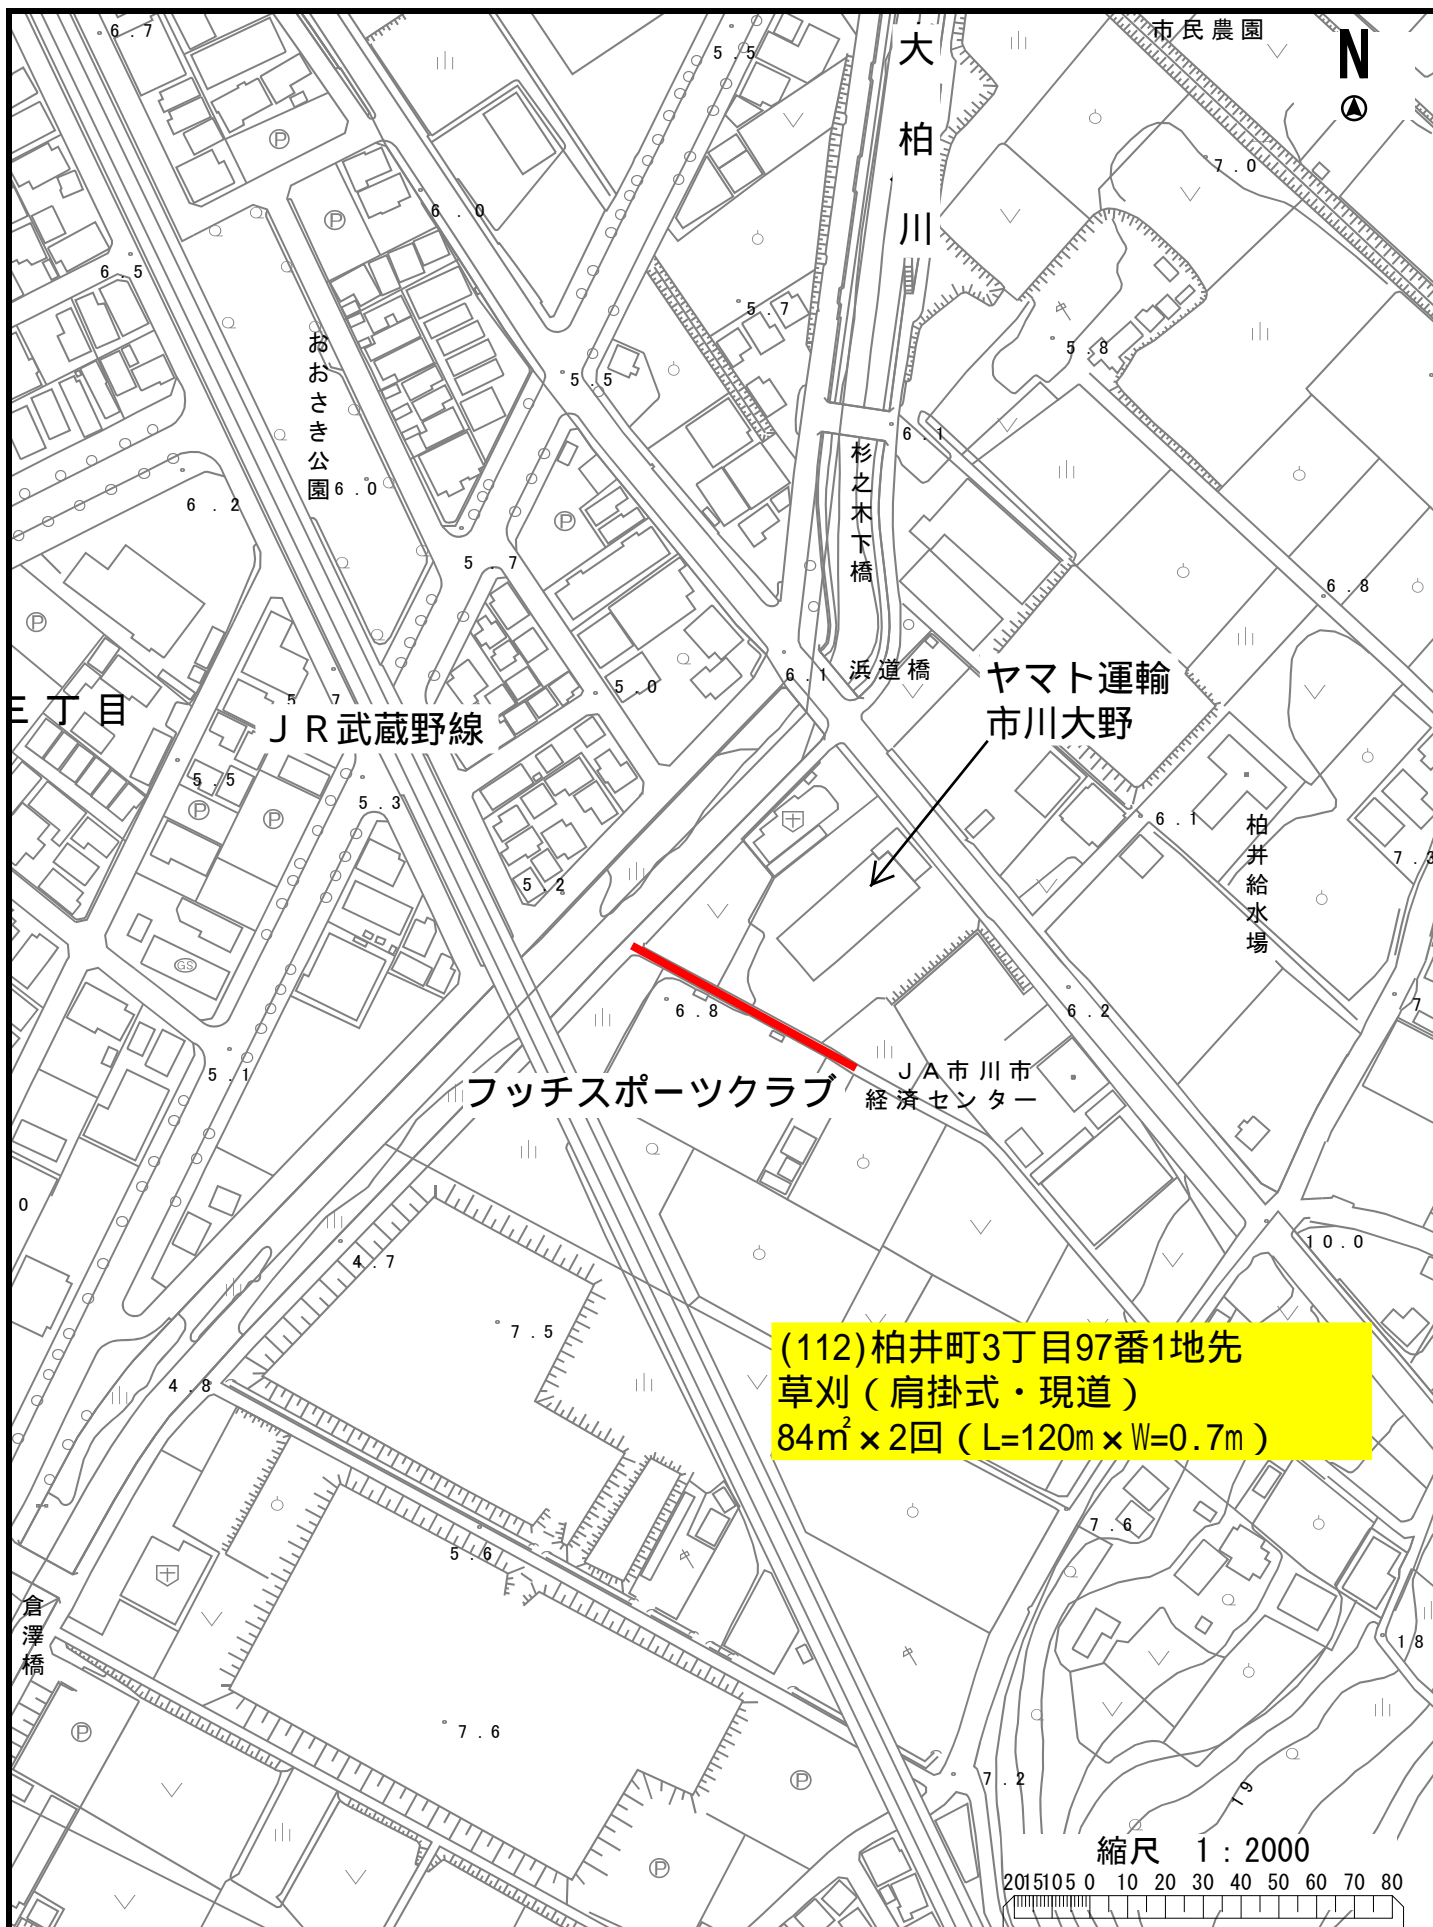 6.7
5.5
大柏川
市民農園
N
P
7.0
P
6.0
6.5
5.7
おおさき公園
5.8
5.5
6.1
杉之木下橋
6.0
6.2
P
5.7
6.8
P
浜道橋
6.1
5.0
ヤマト運輸
市川大野
三丁目
5.7
JR武蔵野線
5.5
5.3
P
P
6.1
柏井給水場
7.3
5.2
GS
6.8
6.2
7
5.1
JA市川市
経済センター
フッチスポーツクラブ
0
4.7
10.0
7.5
(112)柏井町3丁目97番1地先
草刈(肩掛式・現道)
84㎡×2回(L=120m×W=0.7m)
4.8
7.6
5.6
倉澤橋
18
P
7.6
7.2
P
19
P
縮尺 1:2000
20 15 10 5 0 10 20 30 40 50 60 70 80